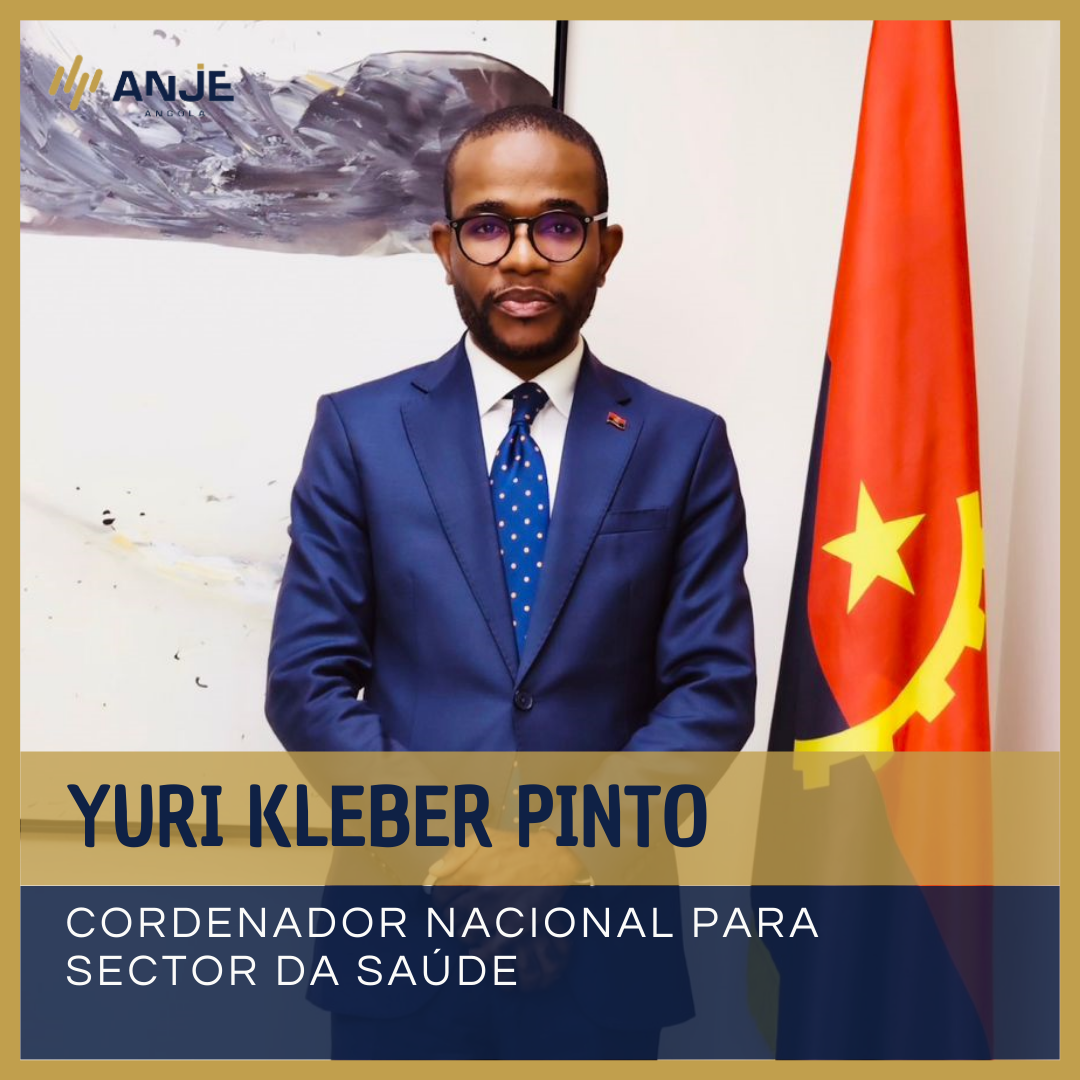 ANJE
ANGOLA
YURI KLEBER PINTO
CORDENADOR NACIONAL PARA
SECTOR DA SAÚDE